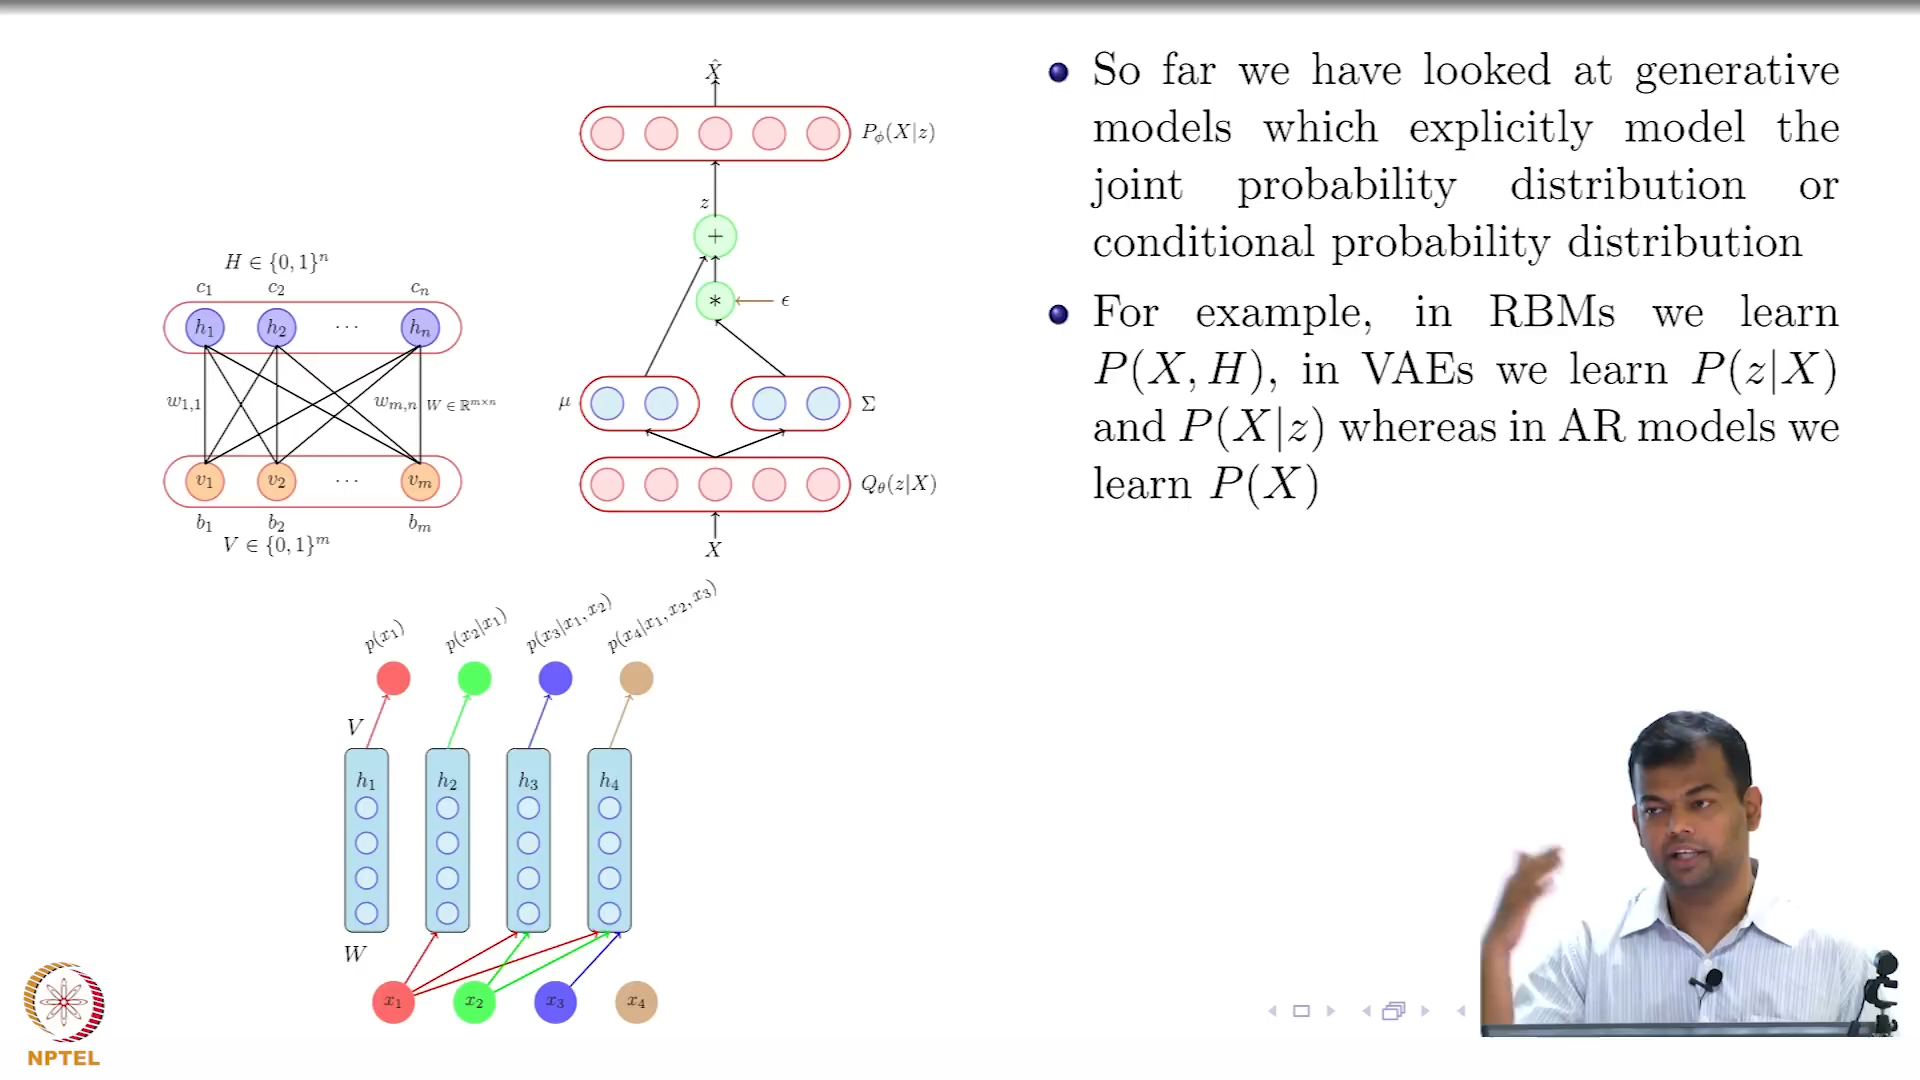 X̂
P_ϕ(X|z)
z
+
∗
ϵ
μ
Σ
Q_θ(z|X)
X
H ∈ {0, 1}^n
c_1 c_2 c_n
h_1 h_2 ··· h_n
w_{1,1} w_{m,n} W ∈ ℝ^{m×n}
v_1 v_2 ··· v_m
b_1 b_2 b_m
V ∈ {0, 1}^m
p(x_1) p(x_2|x_1) p(x_3|x_1, x_2) p(x_4|x_1, x_2, x_3)
V
h_1 h_2 h_3 h_4
W
x_1 x_2 x_3 x_4
So far we have looked at generative
models which explicitly model the
joint probability distribution or
conditional probability distribution
For example, in RBMs we learn
P(X, H), in VAEs we learn P(z|X)
and P(X|z) whereas in AR models we
learn P(X)
NPTEL